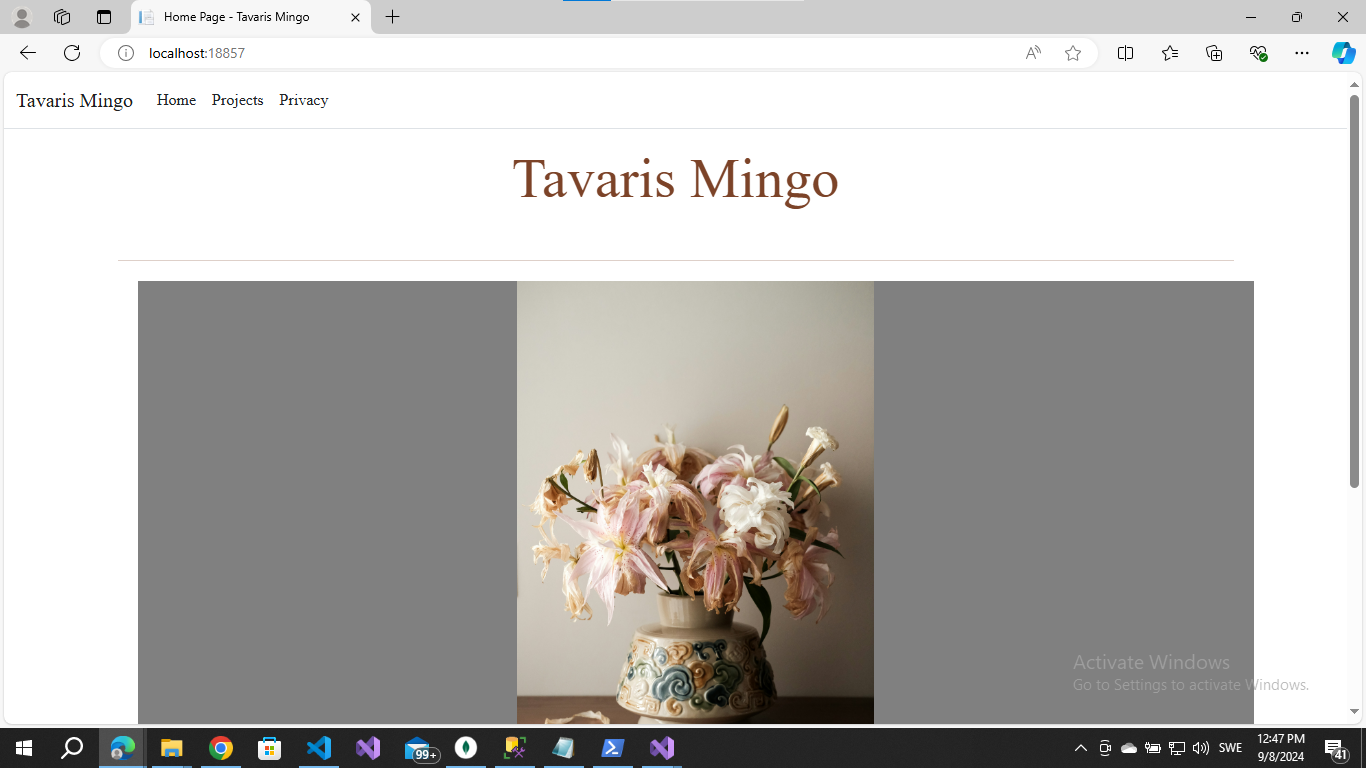 Home Page - Tavaris Mingo
localhost:18857
Tavaris Mingo Home Projects Privacy
Tavaris Mingo
Activate Windows
Go to Settings to activate Windows.
99+
SWE
12:47 PM
9/8/2024
41